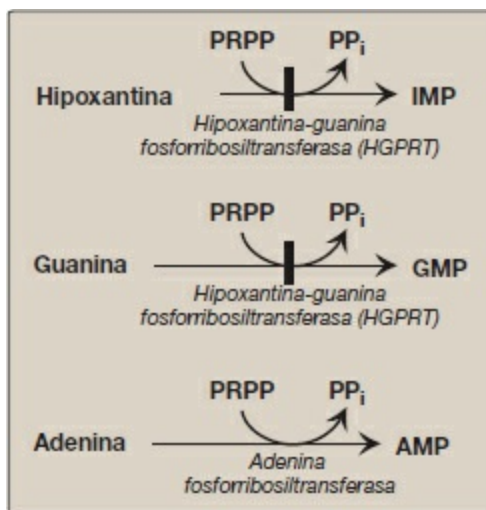 PRPP PPi
Hipoxantina IMP
Hipoxantina-guanina
fosforribosiltransferasa (HGPRT)
PRPP PPi
Guanina GMP
Hipoxantina-guanina
fosforribosiltransferasa (HGPRT)
PRPP PPi
Adenina AMP
Adenina
fosforribosiltransferasa